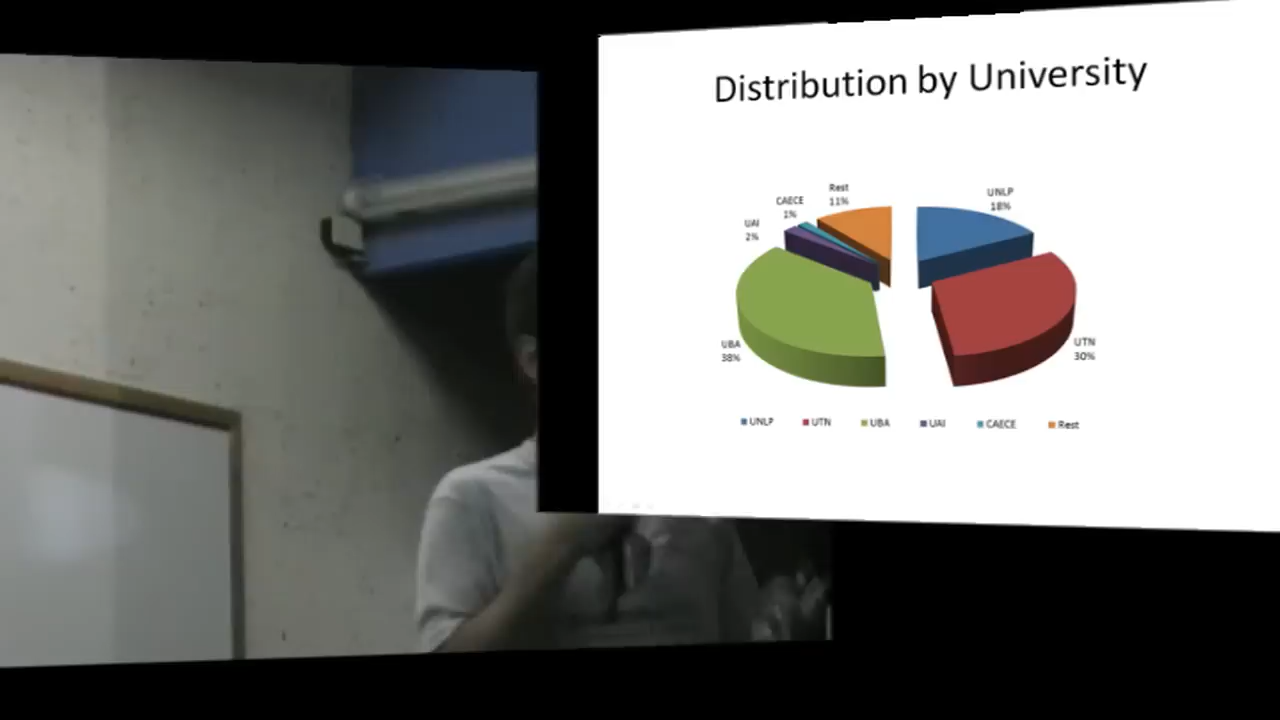 Distribution by University
Rest
11%
CAECE
1%
UAI
2%
UNLP
18%
UBA
38%
UTN
30%
UNLP UTN UBA UAI CAECE Rest